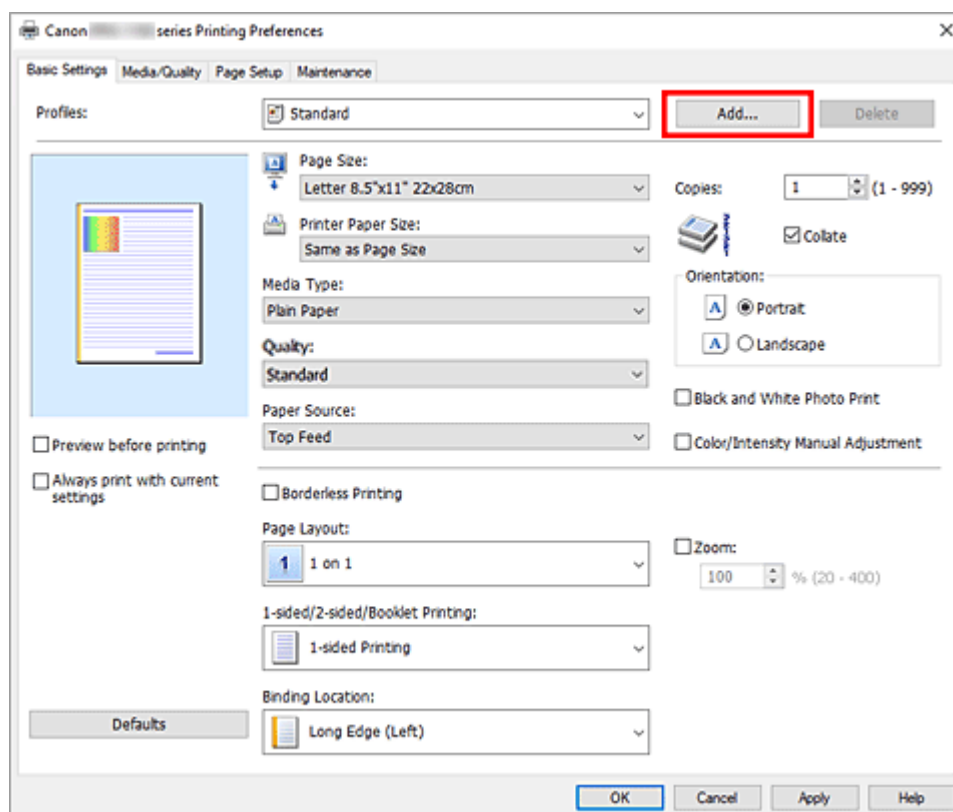 Canon series Printing Preferences
Basic Settings Media/Quality Page Setup Maintenance
Profiles: Standard Add... Delete
Page Size:
Letter 8.5"x11" 22x28cm
Copies: 1 (1 - 999)
Printer Paper Size:
Same as Page Size
Collate
Media Type:
Plain Paper
Orientation:
A Portrait
A Landscape
Quality:
Standard
Black and White Photo Print
Paper Source:
Top Feed
Color/Intensity Manual Adjustment
Preview before printing
Always print with current
settings
Borderless Printing
Page Layout:
1 1 on 1
Zoom:
100 % (20 - 400)
1-sided/2-sided/Booklet Printing:
1-sided Printing
Binding Location:
Long Edge (Left)
Defaults
OK Cancel Apply Help